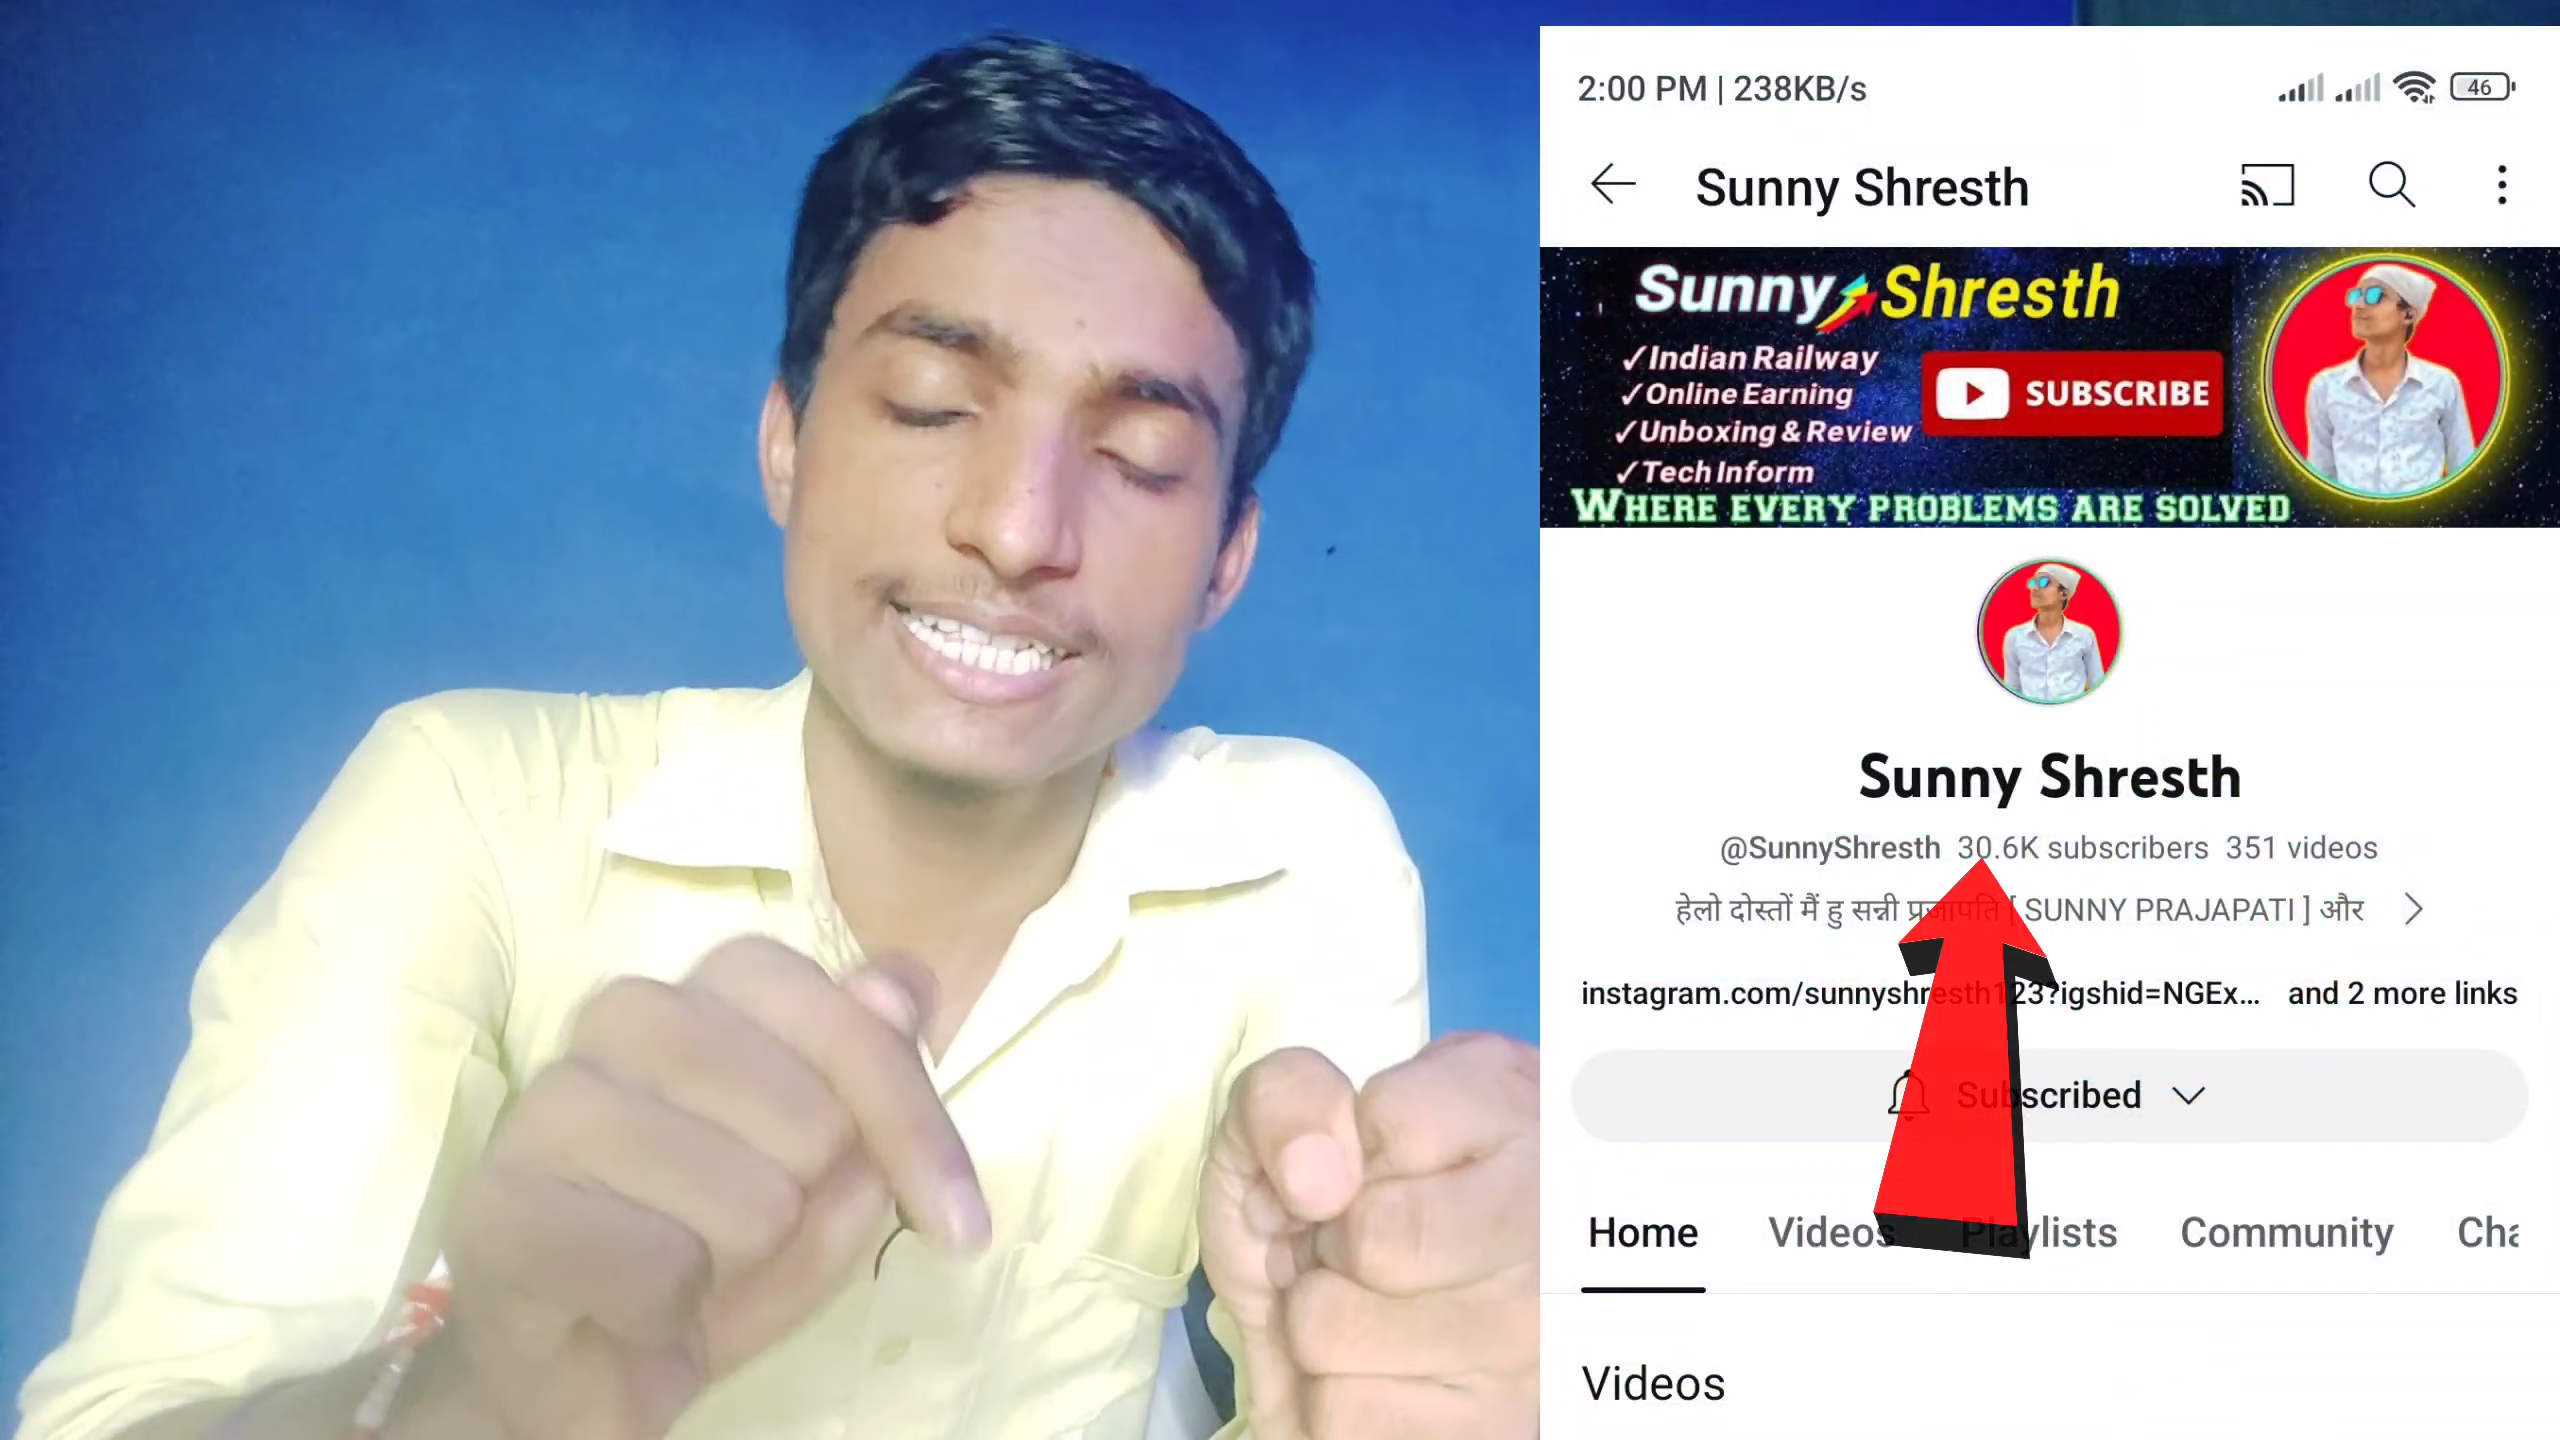 2:00 PM | 238KB/s
46
Sunny Shresth
Sunny Shresth
✓Indian Railway
✓Online Earning
SUBSCRIBE
✓Unboxing & Review
✓Tech Inform
WHERE EVERY PROBLEMS ARE SOLVED
Sunny Shresth
@SunnyShresth 30.6K subscribers 351 videos
हेलो दोस्तों मैं हु सन्नी प्रजापति [ SUNNY PRAJAPATI ] और
instagram.com/sunnyshresth123?igshid=NGEx... and 2 more links
Subscribed
Home Videos Playlists Community Cha
Videos